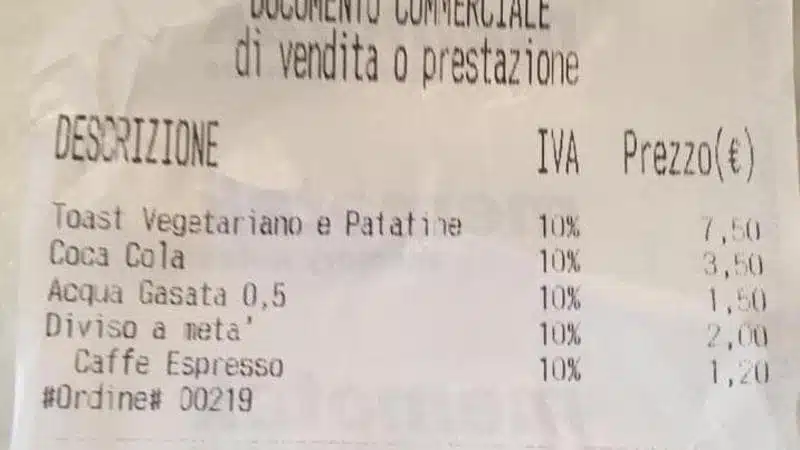 DOCUMENTO COMMERCIALE
di vendita o prestazione
DESCRIZIONE IVA Prezzo(€)
Toast Vegetariano e Patatine 10% 7,50
Coca Cola 10% 3,50
Acqua Gasata 0,5 10% 1,50
Diviso a meta' 10% 2,00
Caffe Espresso 10% 1,20
#Ordine# 00219